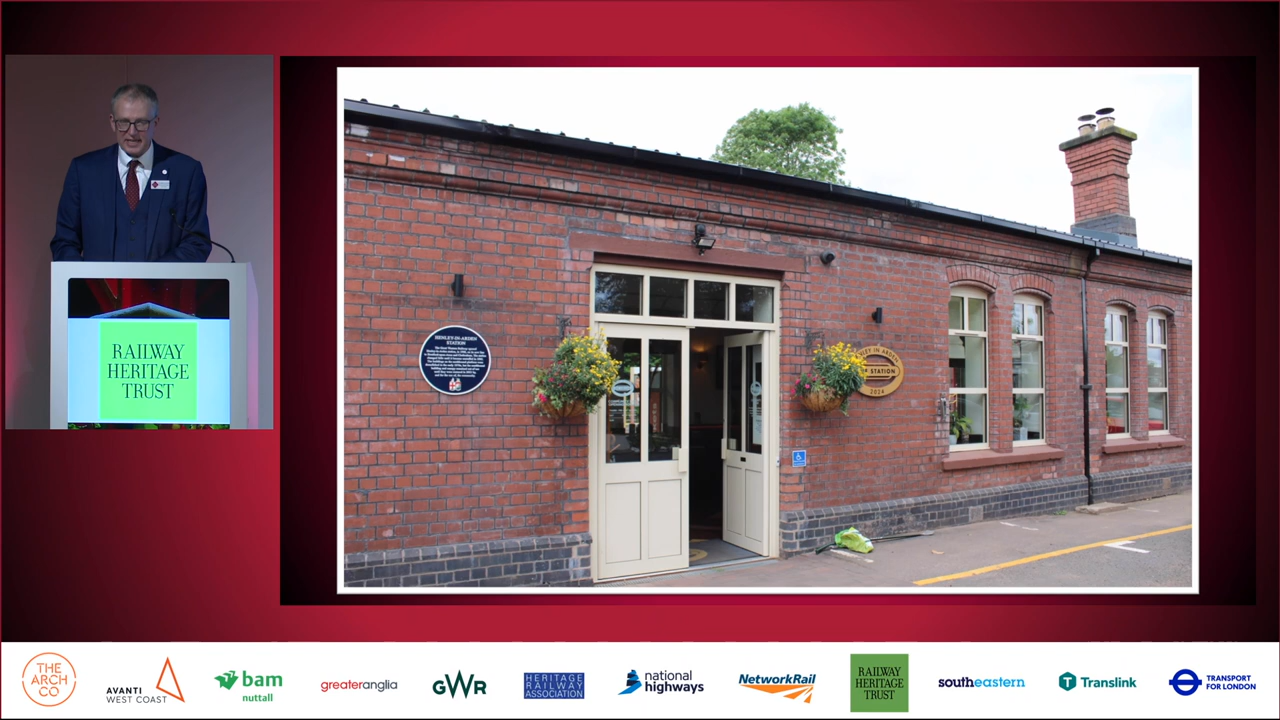 RAILWAY
HERITAGE
TRUST
HENLEY-IN-ARDEN
STATION
STATION
2024
THE
ARCH
CO
AVANTI
WEST COAST
bam
nuttall
greateranglia
GWR
HERITAGE
RAILWAY
ASSOCIATION
national
highways
NetworkRail
RAILWAY
HERITAGE
TRUST
southeastern
Translink
TRANSPORT
FOR LONDON